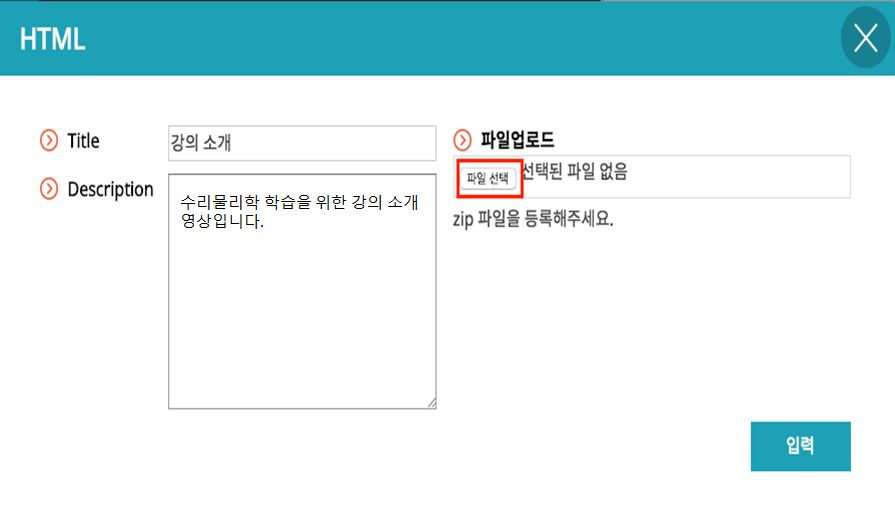 HTML
Title
강의 소개
Description
수리물리학 학습을 위한 강의 소개
영상입니다.
파일업로드
파일 선택 선택된 파일 없음
zip 파일을 등록해주세요.
입력